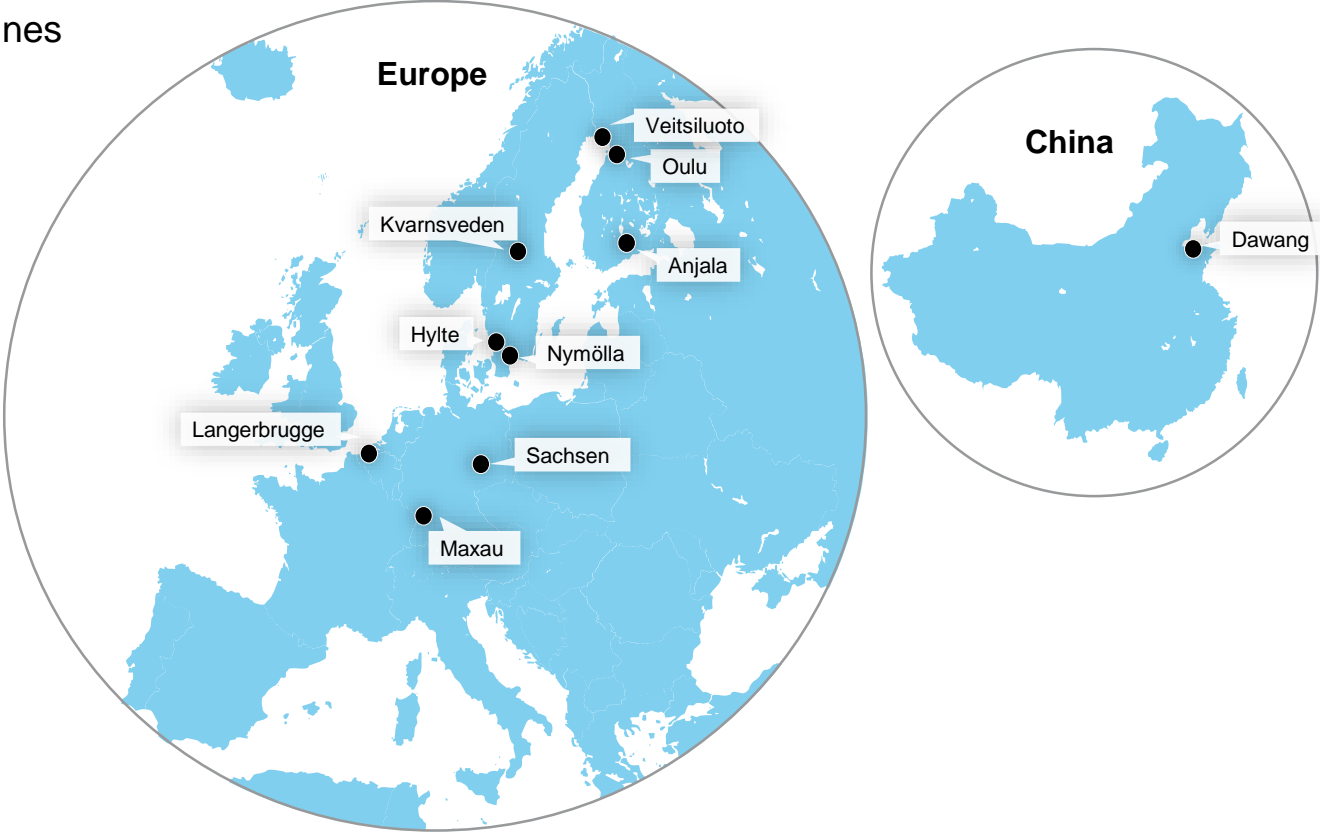 nes
Europe
China
Veitsiluoto
Oulu
Kvarnsveden
Dawang
Anjala
Hylte
Nymölla
Langerbrugge
Sachsen
Maxau